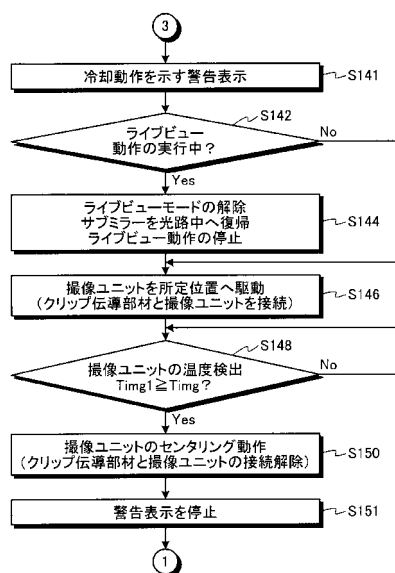 3
冷却動作を示す警告表示
S141
S142
ライブビュー
動作の実行中？
No
Yes
ライブビューモードの解除
サブミラーを光路中へ復帰
ライブビュー動作の停止
S144
撮像ユニットを所定位置へ駆動
(クリップ伝導部材と撮像ユニットを接続)
S146
S148
撮像ユニットの温度検出
Timg1≧Timg？
No
Yes
撮像ユニットのセンタリング動作
(クリップ伝導部材と撮像ユニットの接続解除)
S150
警告表示を停止
S151
1